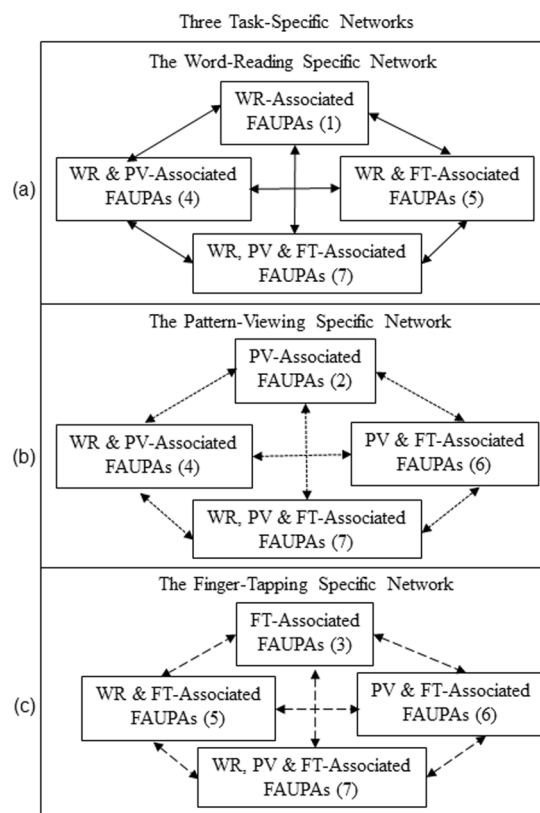 Three Task-Specific Networks
The Word-Reading Specific Network
WR-Associated
FAUPAs (1)
(a)
WR & PV-Associated
FAUPAs (4)
WR & FT-Associated
FAUPAs (5)
WR, PV & FT-Associated
FAUPAs (7)
The Pattern-Viewing Specific Network
PV-Associated
FAUPAs (2)
(b)
WR & PV-Associated
FAUPAs (4)
PV & FT-Associated
FAUPAs (6)
WR, PV & FT-Associated
FAUPAs (7)
The Finger-Tapping Specific Network
FT-Associated
FAUPAs (3)
(c)
WR & FT-Associated
FAUPAs (5)
PV & FT-Associated
FAUPAs (6)
WR, PV & FT-Associated
FAUPAs (7)